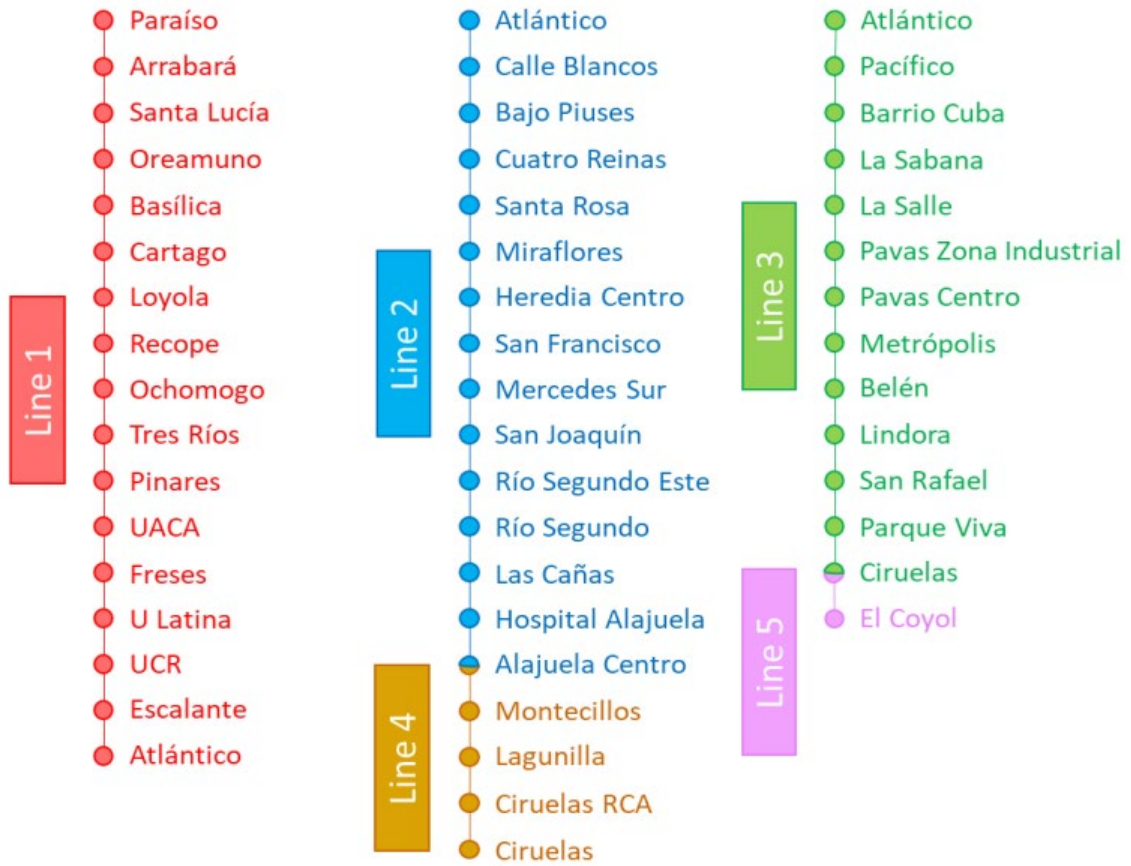 Line 1
Paraíso
Arrabará
Santa Lucía
Oreamuno
Basílica
Cartago
Loyola
Recope
Ochomogo
Tres Ríos
Pinares
UACA
Freses
U Latina
UCR
Escalante
Atlántico
Line 2
Atlántico
Calle Blancos
Bajo Piuses
Cuatro Reinas
Santa Rosa
Miraflores
Heredia Centro
San Francisco
Mercedes Sur
San Joaquín
Río Segundo Este
Río Segundo
Las Cañas
Hospital Alajuela
Alajuela Centro
Line 4
Montecillos
Lagunilla
Ciruelas RCA
Ciruelas
Line 3
Atlántico
Pacífico
Barrio Cuba
La Sabana
La Salle
Pavas Zona Industrial
Pavas Centro
Metrópolis
Belén
Lindora
San Rafael
Parque Viva
Ciruelas
Line 5
El Coyol